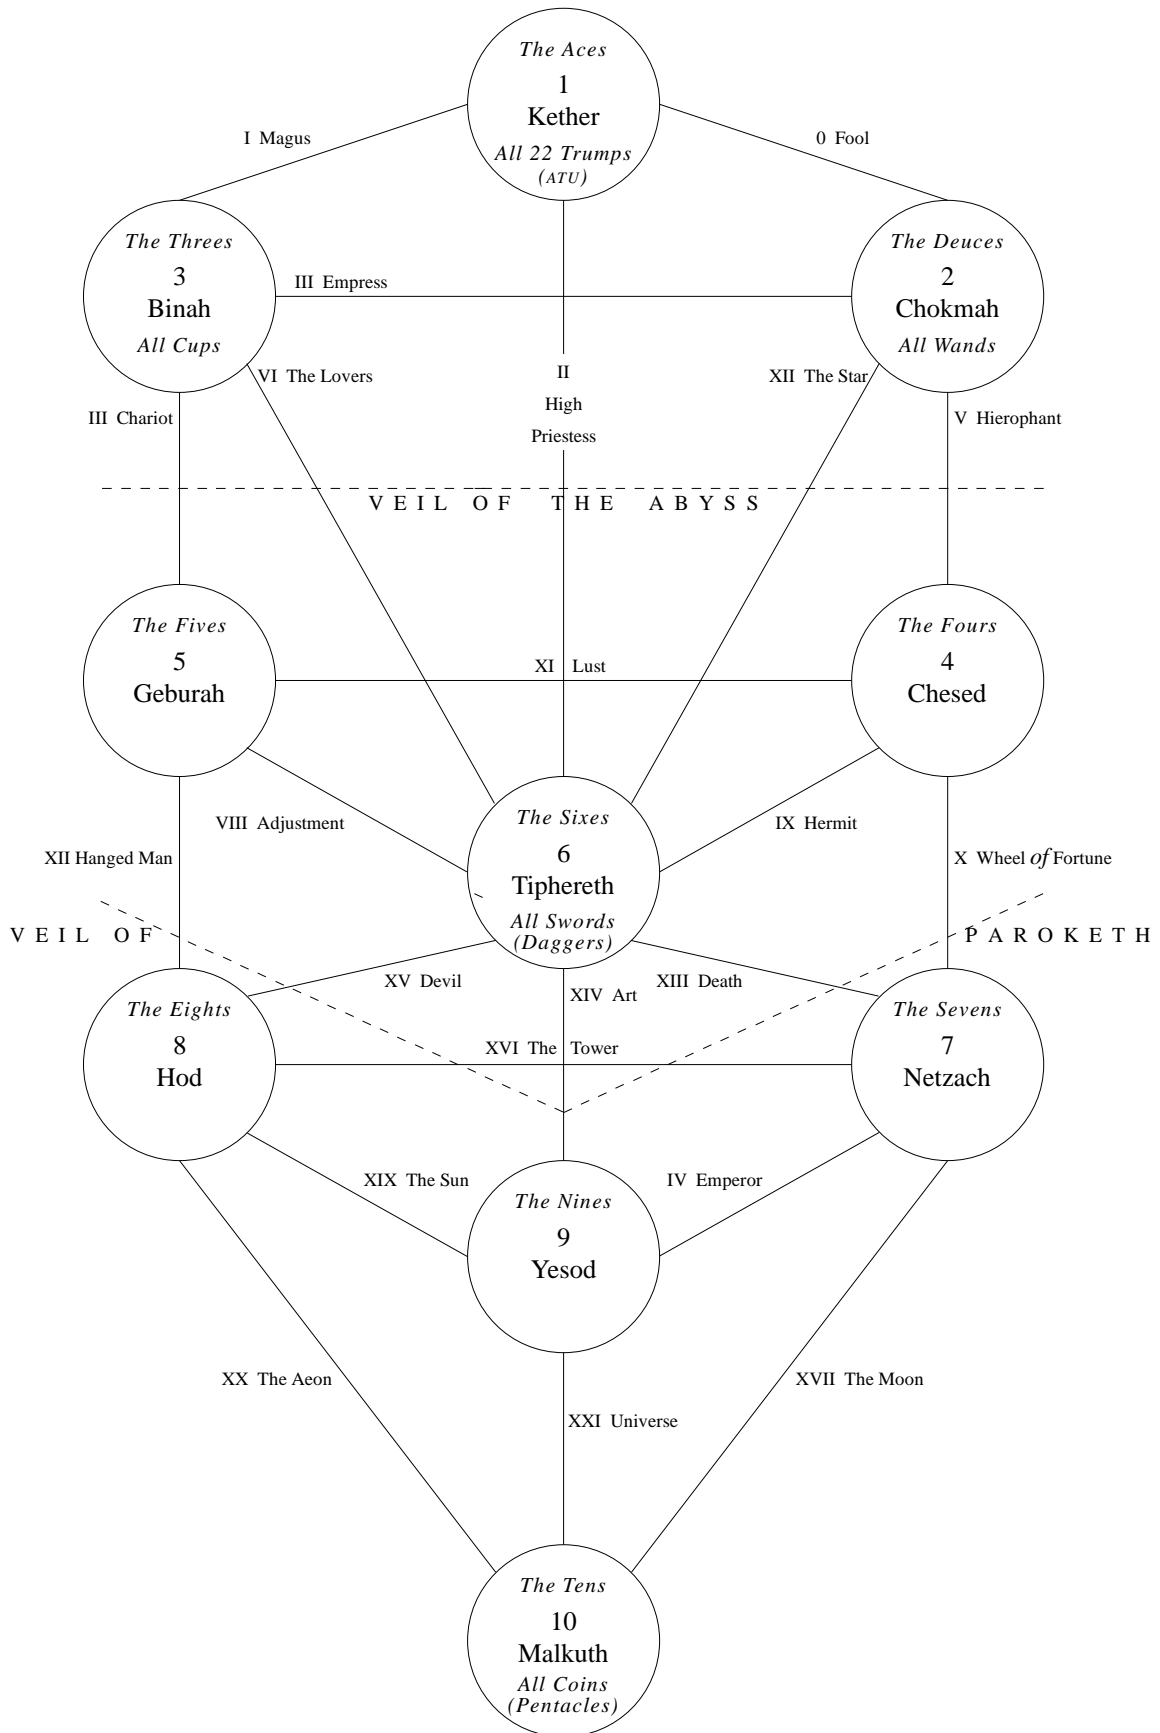 The Aces
1
Kether
All 22 Trumps
(ATU)
I Magus
0 Fool
The Threes
3
Binah
All Cups
III Empress
The Deuces
2
Chokmah
All Wands
VI The Lovers
II
High
Priestess
XII The Star
III Chariot
V Hierophant
VEIL OF THE ABYSS
The Fives
5
Geburah
XI Lust
The Fours
4
Chesed
VIII Adjustment
IX Hermit
XII Hanged Man
The Sixes
6
Tiphereth
All Swords
(Daggers)
X Wheel of Fortune
VEIL OF
PAROKETH
XV Devil
XIV Art
XIII Death
The Eights
8
Hod
XVI The Tower
The Sevens
7
Netzach
XIX The Sun
IV Emperor
The Nines
9
Yesod
XX The Aeon
XVII The Moon
XXI Universe
The Tens
10
Malkuth
All Coins
(Pentacles)